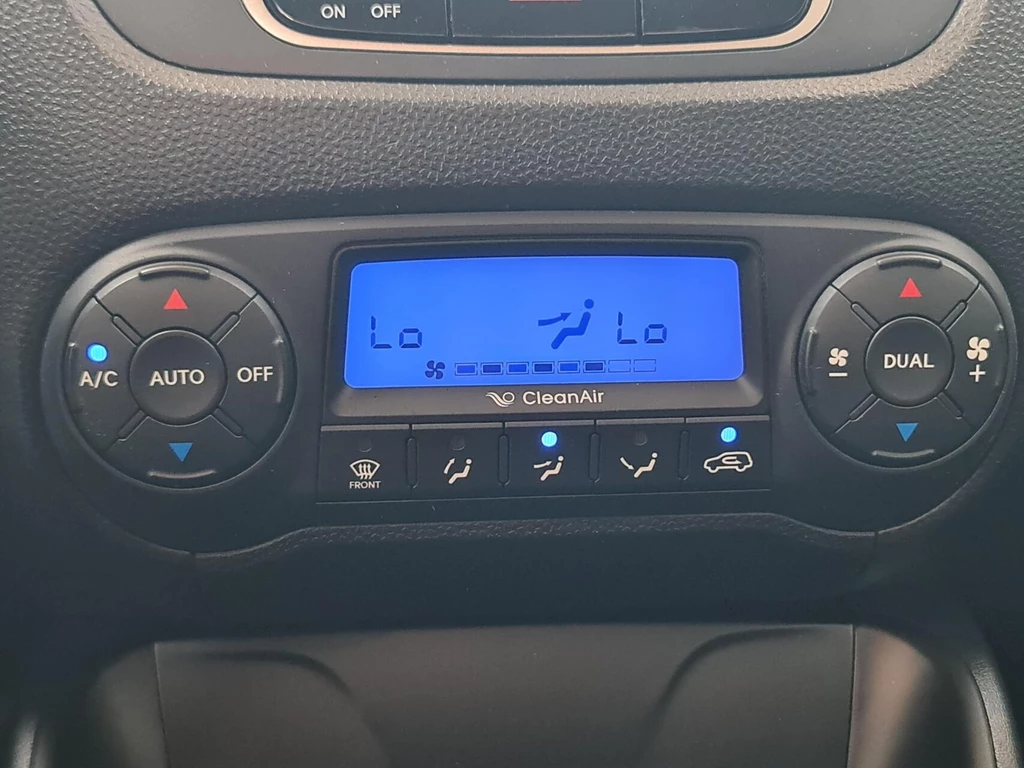 ON OFF
Lo Lo
A/C AUTO OFF
DUAL
CleanAir
FRONT